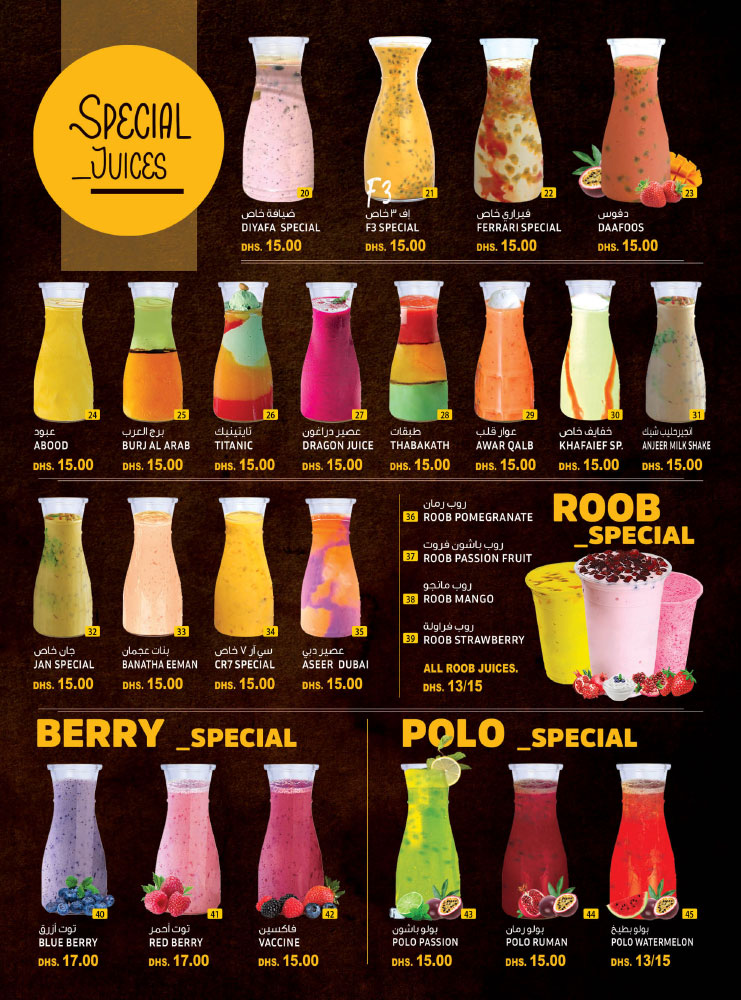 SPECIAL
_JUICES
20
ضيافة خاص
DIYAFA SPECIAL
DHS. 15.00
F3
21
إف ٣ خاص
F3 SPECIAL
DHS. 15.00
22
فيراري خاص
FERRARI SPECIAL
DHS. 15.00
23
دفوس
DAAFOOS
DHS. 15.00
24
عبود
ABOOD
DHS. 15.00
25
برج العرب
BURJ AL ARAB
DHS. 15.00
26
تايتينيك
TITANIC
DHS. 15.00
27
عصير دراغون
DRAGON JUICE
DHS. 15.00
28
طبقات
THABAKATH
DHS. 15.00
29
عوار قلب
AWAR QALB
DHS. 15.00
30
خفايف خاص
KHAFAIEF SP.
DHS. 15.00
31
انجير حليب شيك
ANJEER MILK SHAKE
DHS. 15.00
32
جان خاص
JAN SPECIAL
DHS. 15.00
33
بنات عجمان
BANATHA EEMAN
DHS. 15.00
34
سي آر ٧ خاص
CR7 SPECIAL
DHS. 15.00
35
عصير دبي
ASEER DUBAI
DHS. 15.00
روب رمان
36 ROOB POMEGRANATE
روب باشون فروت
37 ROOB PASSION FRUIT
روب مانجو
38 ROOB MANGO
روب فراولة
39 ROOB STRAWBERRY
ALL ROOB JUICES.
DHS. 13/15
ROOB
_SPECIAL
BERRY _SPECIAL
40
توت أزرق
BLUE BERRY
DHS. 17.00
41
توت أحمر
RED BERRY
DHS. 17.00
42
فاكسين
VACCINE
DHS. 15.00
POLO _SPECIAL
43
بولو باشون
POLO PASSION
DHS. 15.00
44
بولو رمان
POLO RUMAN
DHS. 15.00
45
بولو بطيخ
POLO WATERMELON
DHS. 13/15